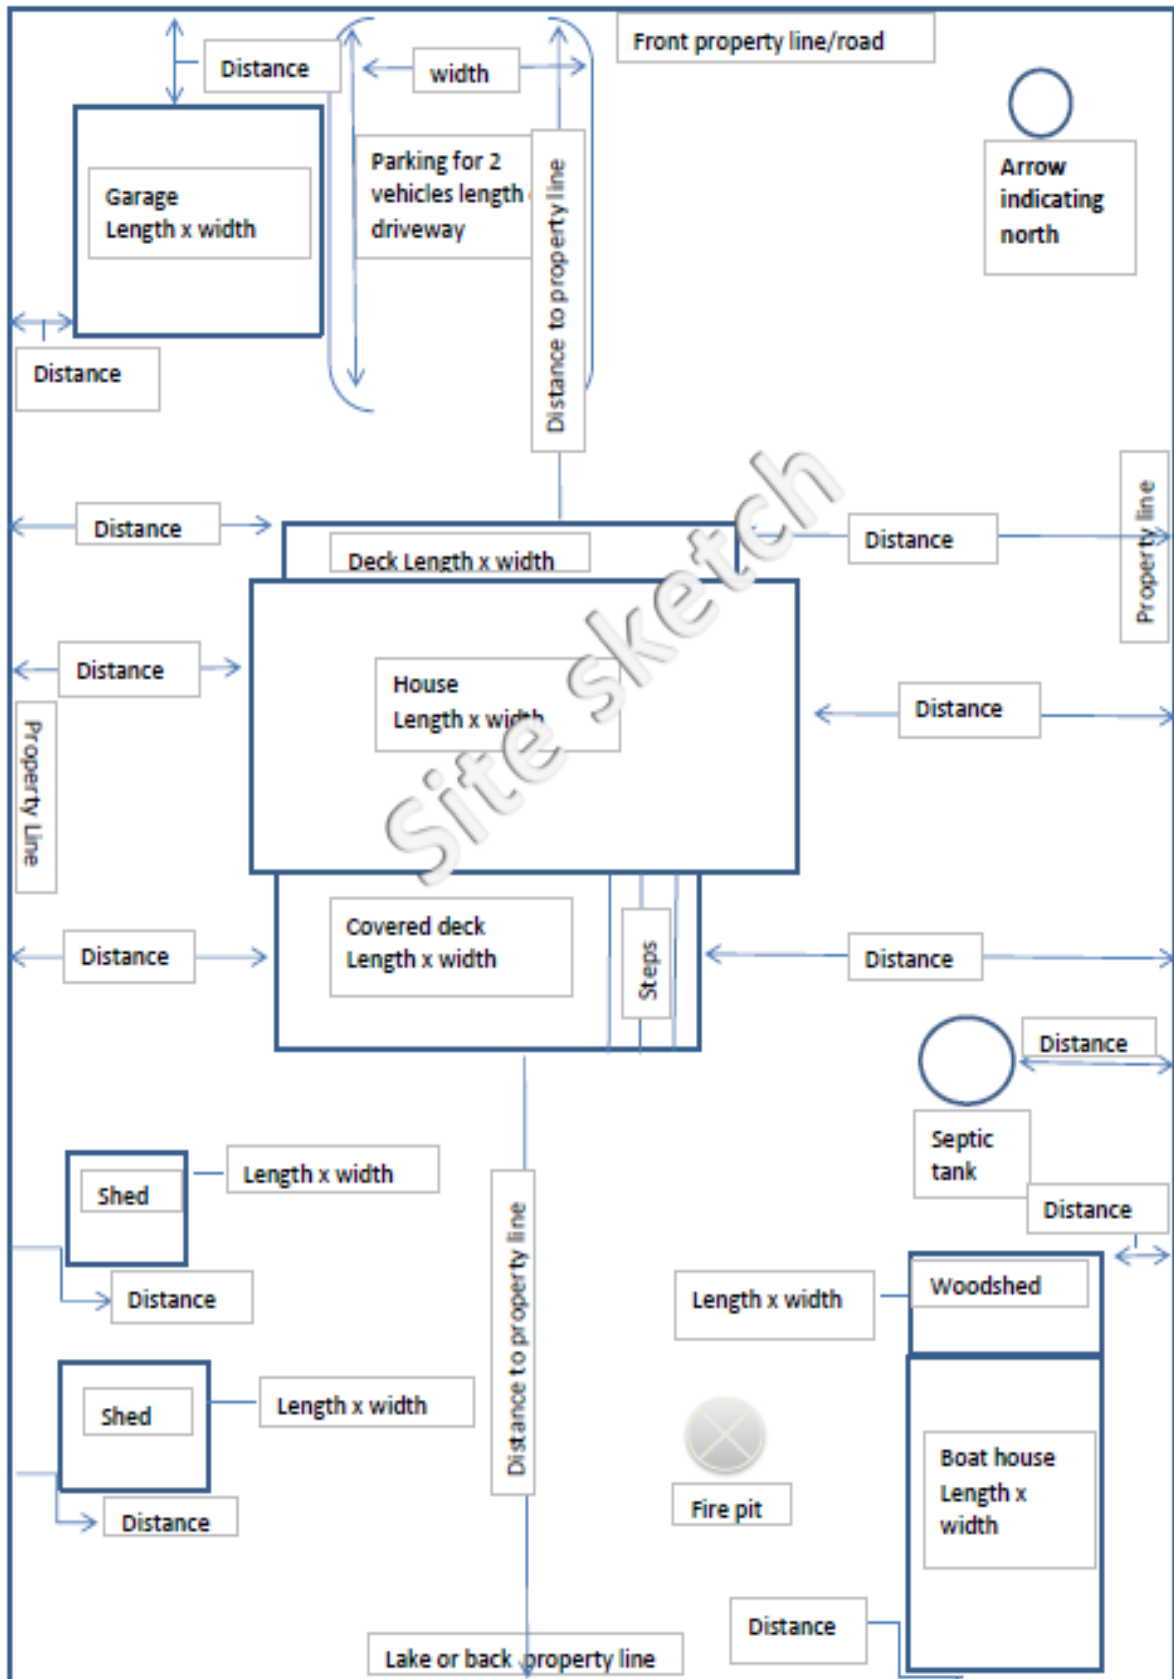 Front property line/road
Distance
width
Parking for 2
vehicles length
driveway
Distance to property line
Garage
Length x width
Arrow
indicating
north
Distance
Distance
Deck Length x width
Distance
Property line
Distance
House
Length x width
Distance
Site sketch
Property Line
Covered deck
Length x width
Steps
Distance
Distance
Distance
Septic
tank
Shed
Length x width
Distance
Distance
Distance to property line
Length x width
Woodshed
Shed
Length x width
Distance
Fire pit
Boat house
Length x
width
Distance
Lake or back property line